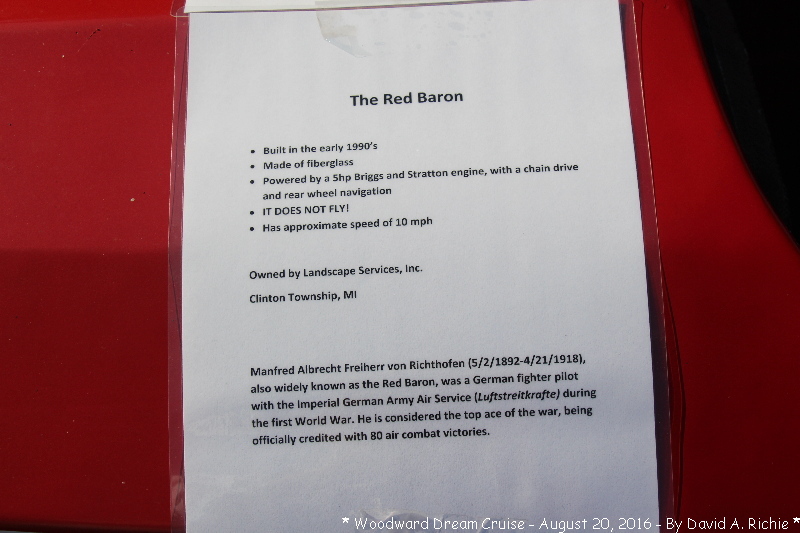 The Red Baron
• Built in the early 1990's
• Made of fiberglass
• Powered by a 5hp Briggs and Stratton engine, with a chain drive
and rear wheel navigation
• IT DOES NOT FLY!
• Has approximate speed of 10 mph
Owned by Landscape Services, Inc.
Clinton Township, MI
Manfred Albrecht Freiherr von Richthofen (5/2/1892-4/21/1918),
also widely known as the Red Baron, was a German fighter pilot
with the Imperial German Army Air Service (Luftstreitkrafte) during
the first World War. He is considered the top ace of the war, being
officially credited with 80 air combat victories.
* Woodward Dream Cruise - August 20, 2016 - By David A. Richie *